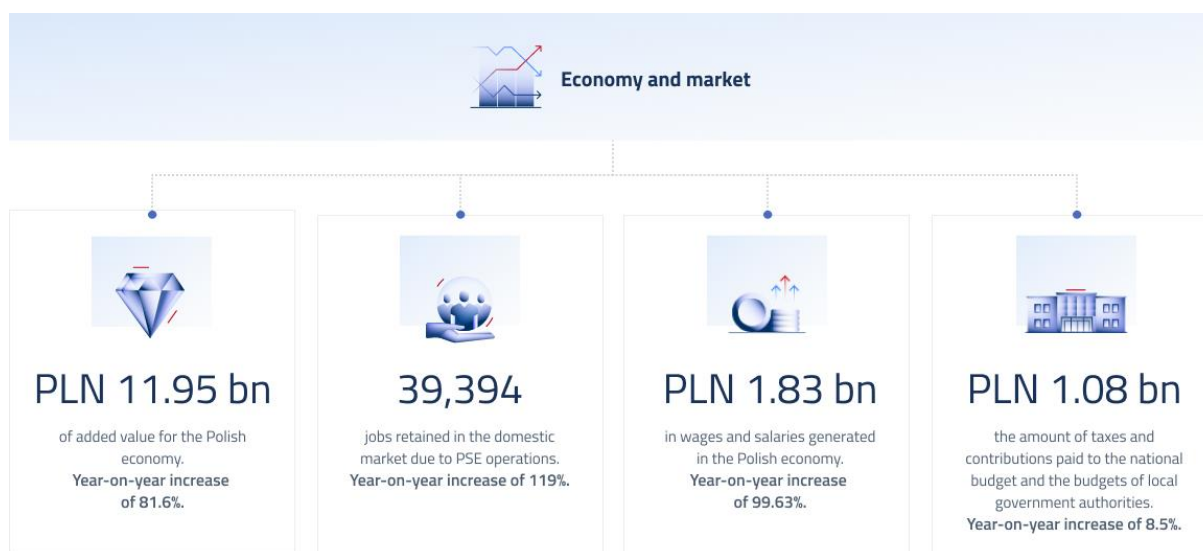 Economy and market
PLN 11.95 bn
of added value for the Polish
economy.
Year-on-year increase
of 81.6%.
39,394
jobs retained in the domestic
market due to PSE operations.
Year-on-year increase of 119%.
PLN 1.83 bn
in wages and salaries generated
in the Polish economy.
Year-on-year increase
of 99.63%.
PLN 1.08 bn
the amount of taxes and
contributions paid to the national
budget and the budgets of local
government authorities.
Year-on-year increase of 8.5%.